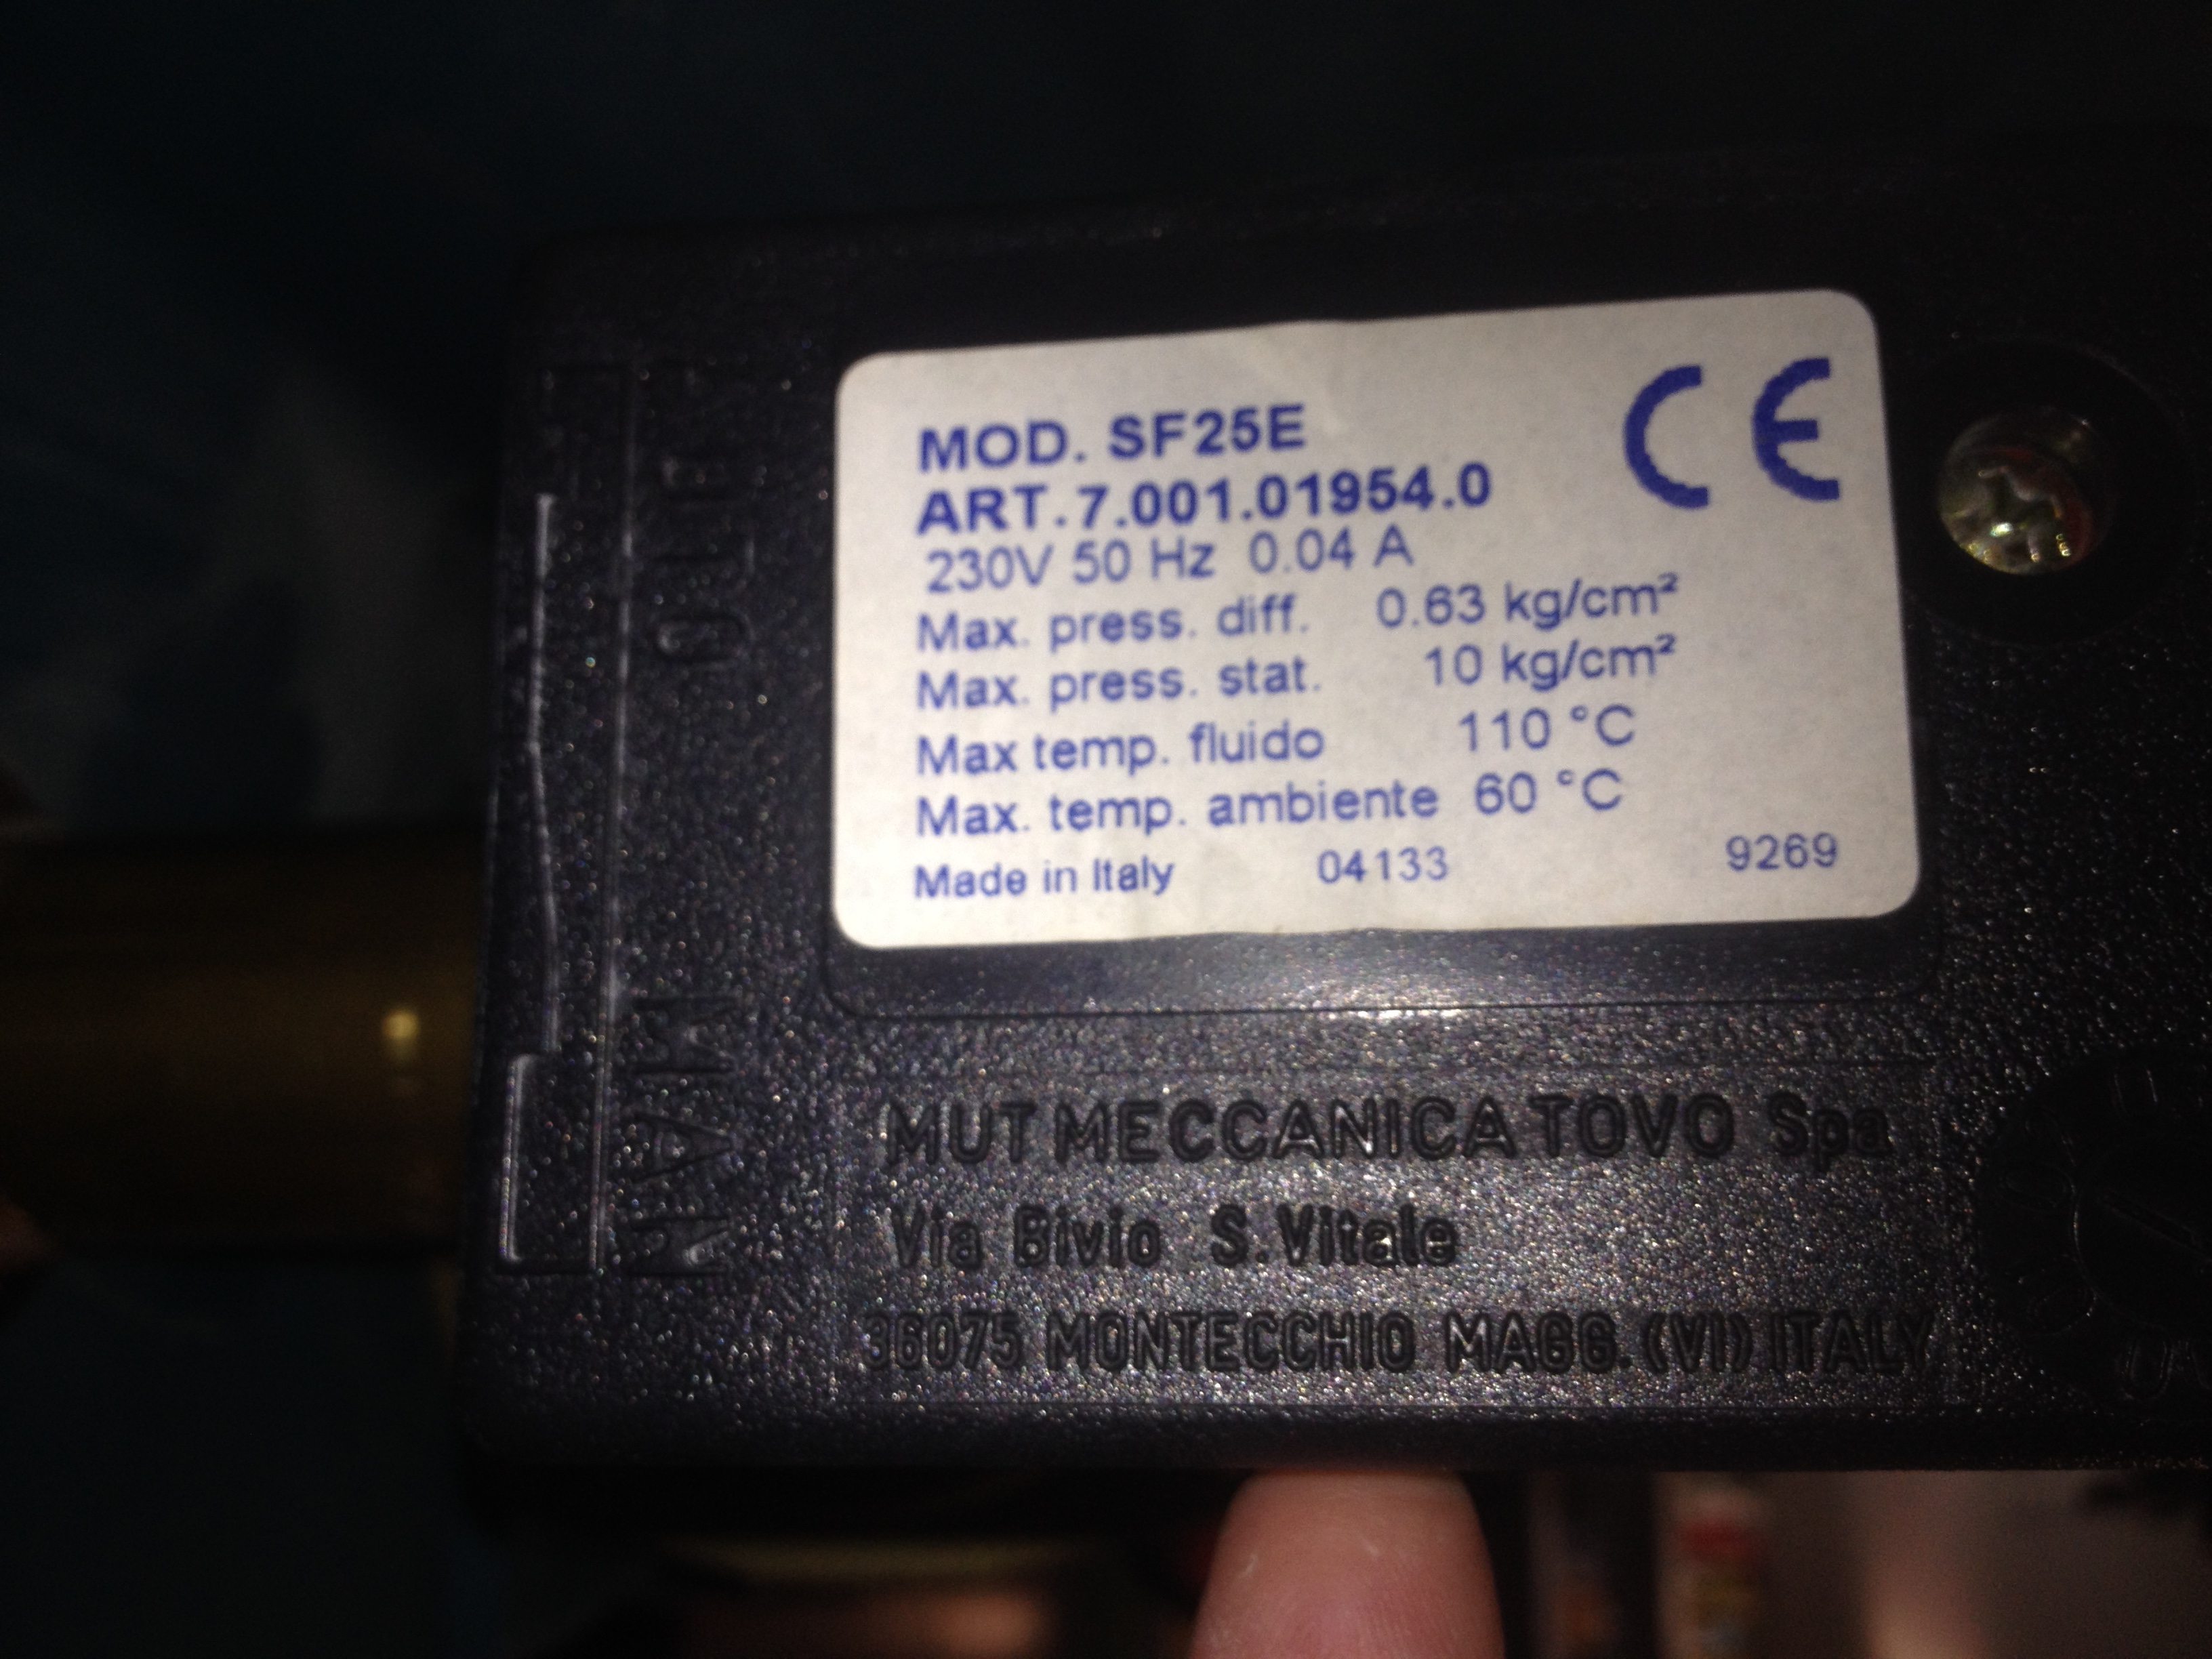 MOD. SF25E
CE
ART.7.001.01954.0
230V 50 Hz 0.04 A
Max. press. diff. 0.63 kg/cm²
Max. press. stat. 10 kg/cm²
Max temp. fluido 110 °C
Max. temp. ambiente 60 °C
Made in Italy 04133 9269
MUT MECCANICA TOVO Spa
Via Bivio S.Vitale
36075 MONTECCHIO MAGG. (VI) ITALY
MAN